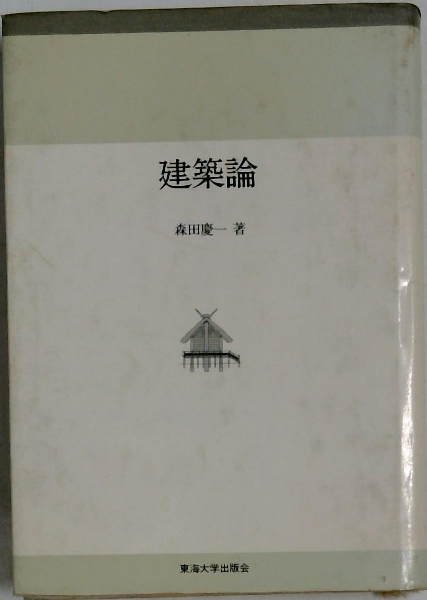 建築論
森田慶一 著
東海大学出版会